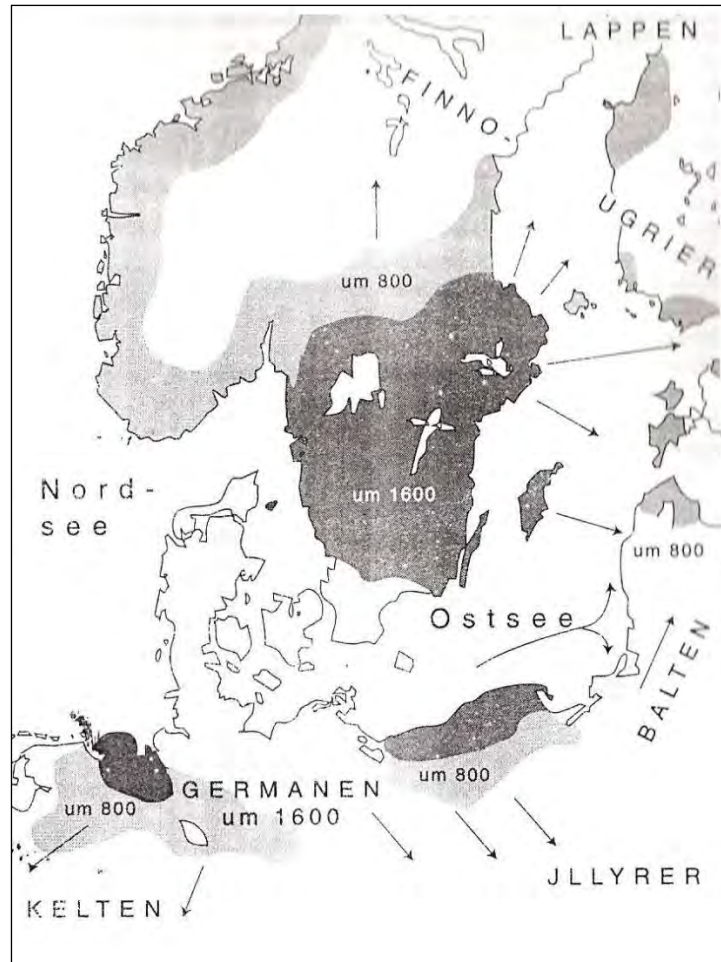 LAPPEN
FINNO-
UGRIER
um 800
um 1600
Nord-
see
um 800
Ostsee
BALTEN
um 800
um 800
GERMANEN
um 1600
JLLYRER
KELTEN